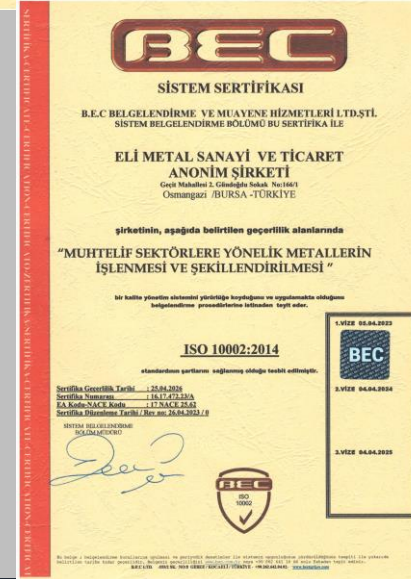 BEC
SİSTEM SERTİFİKASI
B.E.C BELGELENDİRME VE MUAYENE HİZMETLERİ LTD.ŞTİ.
SİSTEM BELGELENDİRME BÖLÜMÜ BU SERTİFİKA İLE
ELİ METAL SANAYİ VE TİCARET
ANONİM ŞİRKETİ
Geçit Mahallesi 2. Gündoğdu Sokak No:166/1
Osmangazi /BURSA -TÜRKİYE
şirketinin, aşağıda belirtilen geçerlilik alanlarında
“MUHTELİF SEKTÖRLERE YÖNELİK METALLERİN
İŞLENMESİ VE ŞEKİLLENDİRİLMESİ ”
bir kalite yönetim sistemini yürürlüğe koyduğunu ve uygulamakta olduğunu
belgelendirme procedürlerine istinaden teyit eder.
ISO 10002:2014
standardının şartlarını sağlanmış olduğu tesbit edilmiştir.
1.VİZE 03.04.2023
BEC
2.VİZE 04.04.2024
3.VİZE 04.04.2025
Sertifika Geçerlilik Tarihi : 25.04.2026
Sertifika Numarası : 16.17.472.23/A
EA Kodu-NACE Kodu : 17 NACE 25.62
Sertifika Düzenleme Tarihi / Rev no: 26.04.2023 / 0
SİSTEM BELGELENDİRME
BÖLÜM MÜDÜRÜ
BEC
ISO
10002